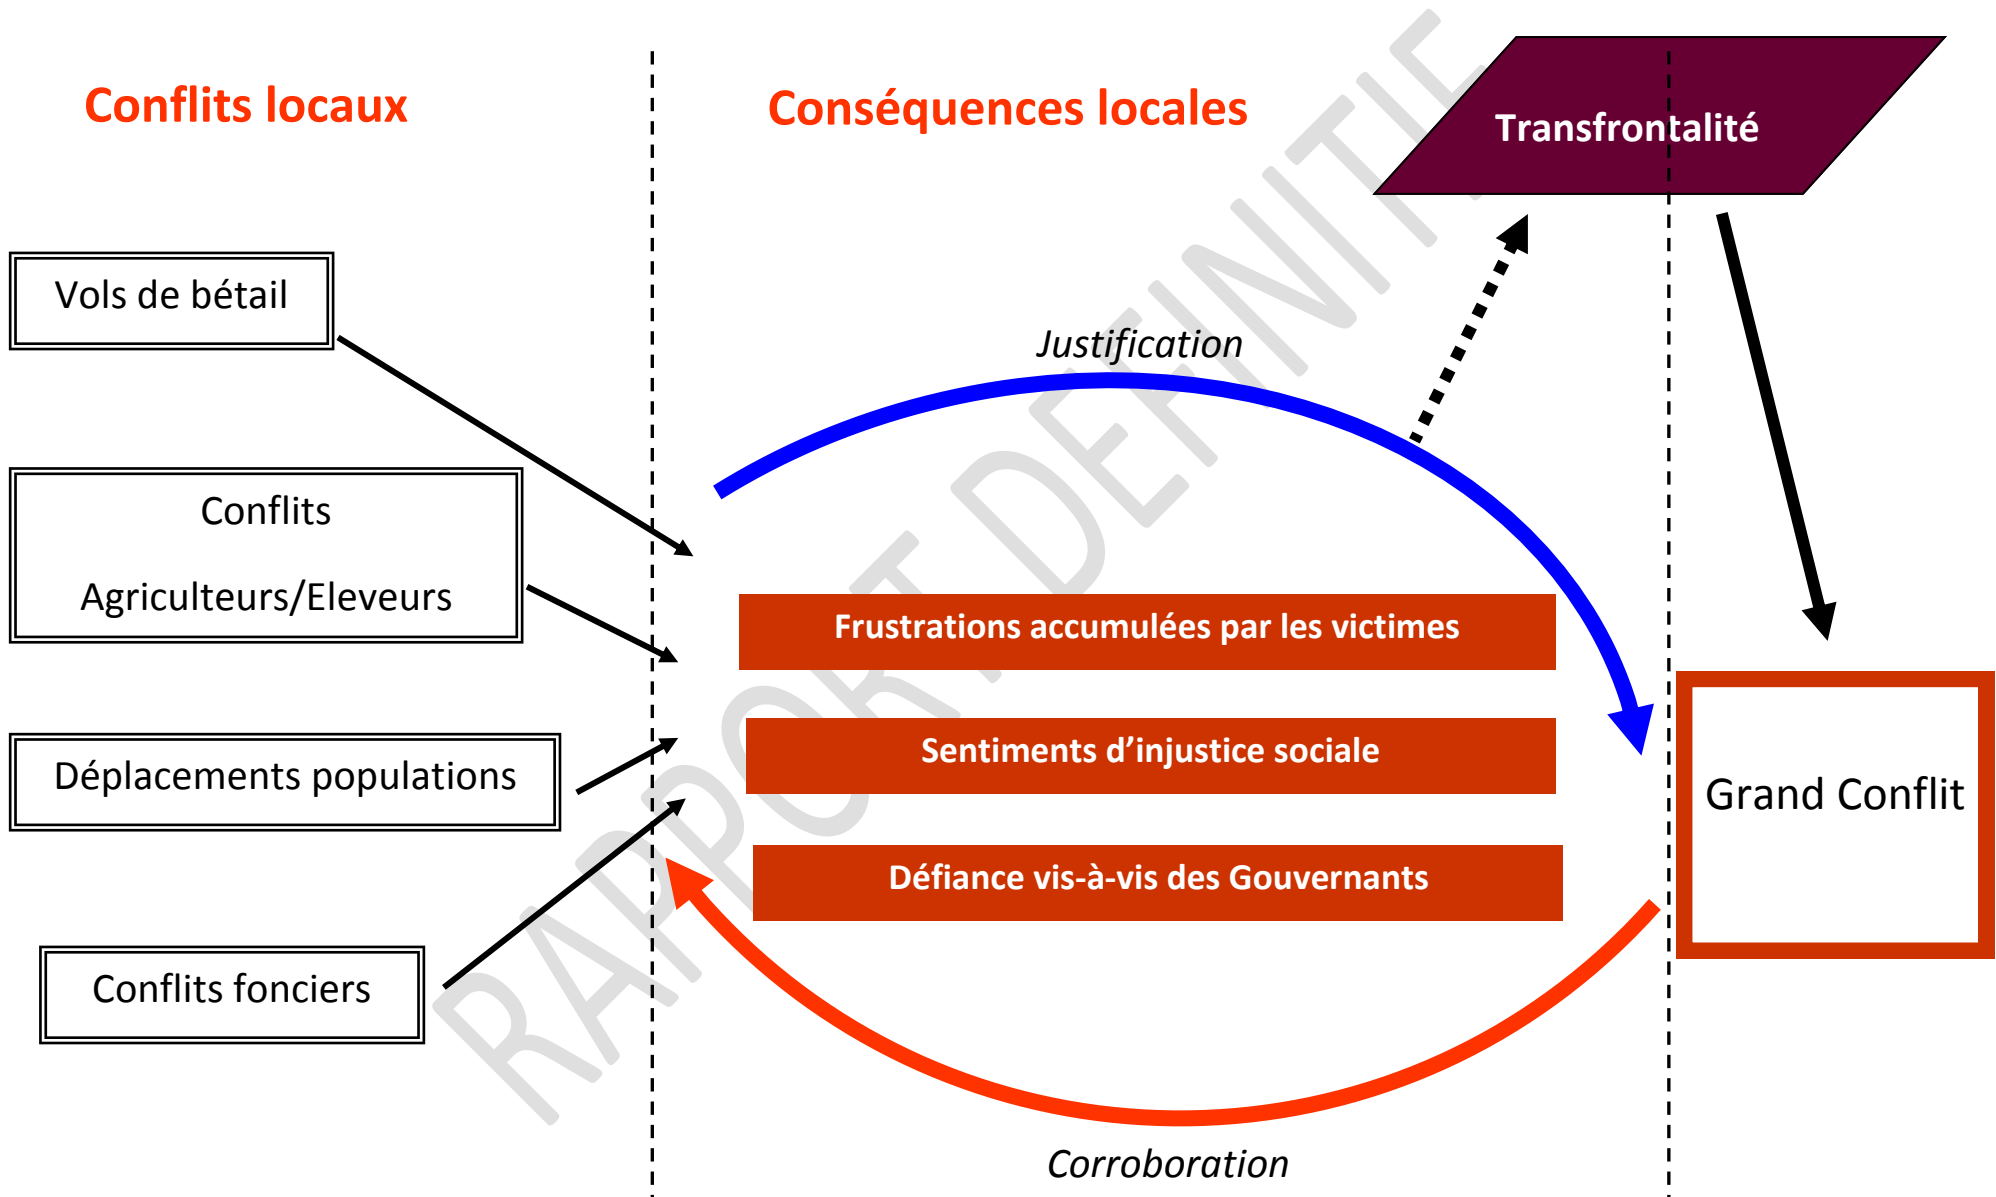 Conflits locaux
Conséquences locales
Transfrontalité
Vols de bétail
Justification
Conflits
Agriculteurs/Eleveurs
Frustrations accumulées par les victimes
Sentiments d’injustice sociale
Déplacements populations
Grand Conflit
Défiance vis-à-vis des Gouvernants
Conflits fonciers
Corroboration
RAPPORT DEFINITIF